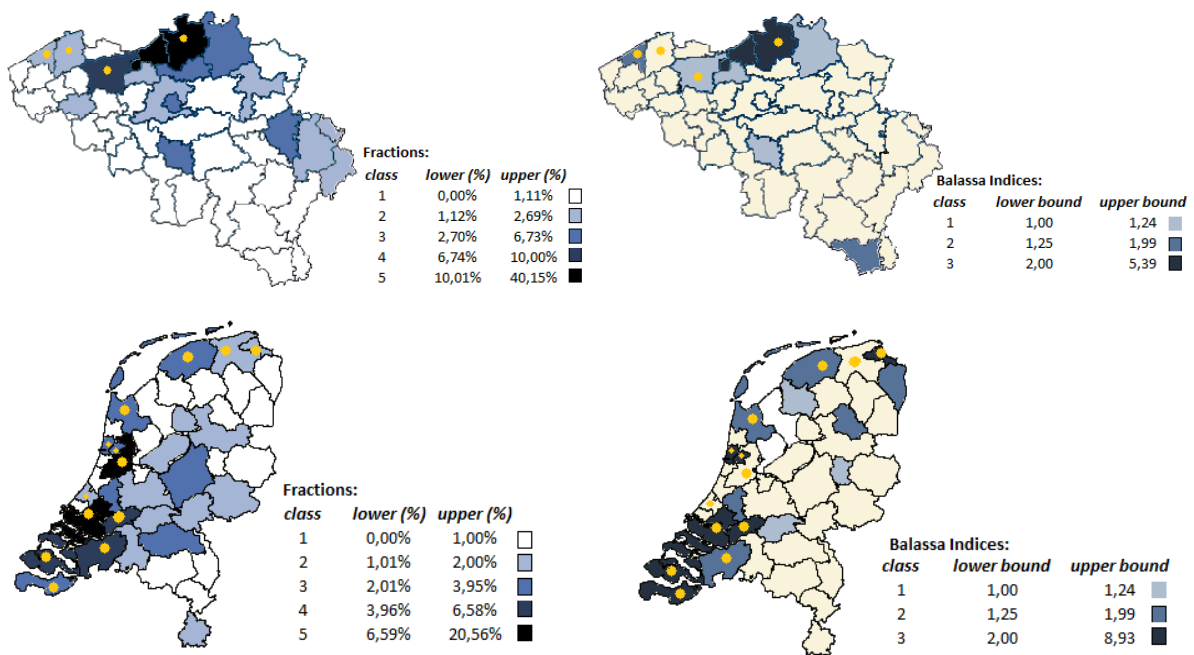 Fractions:
class lower (%) upper (%)
1 0,00% 1,11%
2 1,12% 2,69%
3 2,70% 6,73%
4 6,74% 10,00%
5 10,01% 40,15%
Balassa Indices:
class lower bound upper bound
1 1,00 1,24
2 1,25 1,99
3 2,00 5,39
Fractions:
class lower (%) upper (%)
1 0,00% 1,00%
2 1,01% 2,00%
3 2,01% 3,95%
4 3,96% 6,58%
5 6,59% 20,56%
Balassa Indices:
class lower bound upper bound
1 1,00 1,24
2 1,25 1,99
3 2,00 8,93